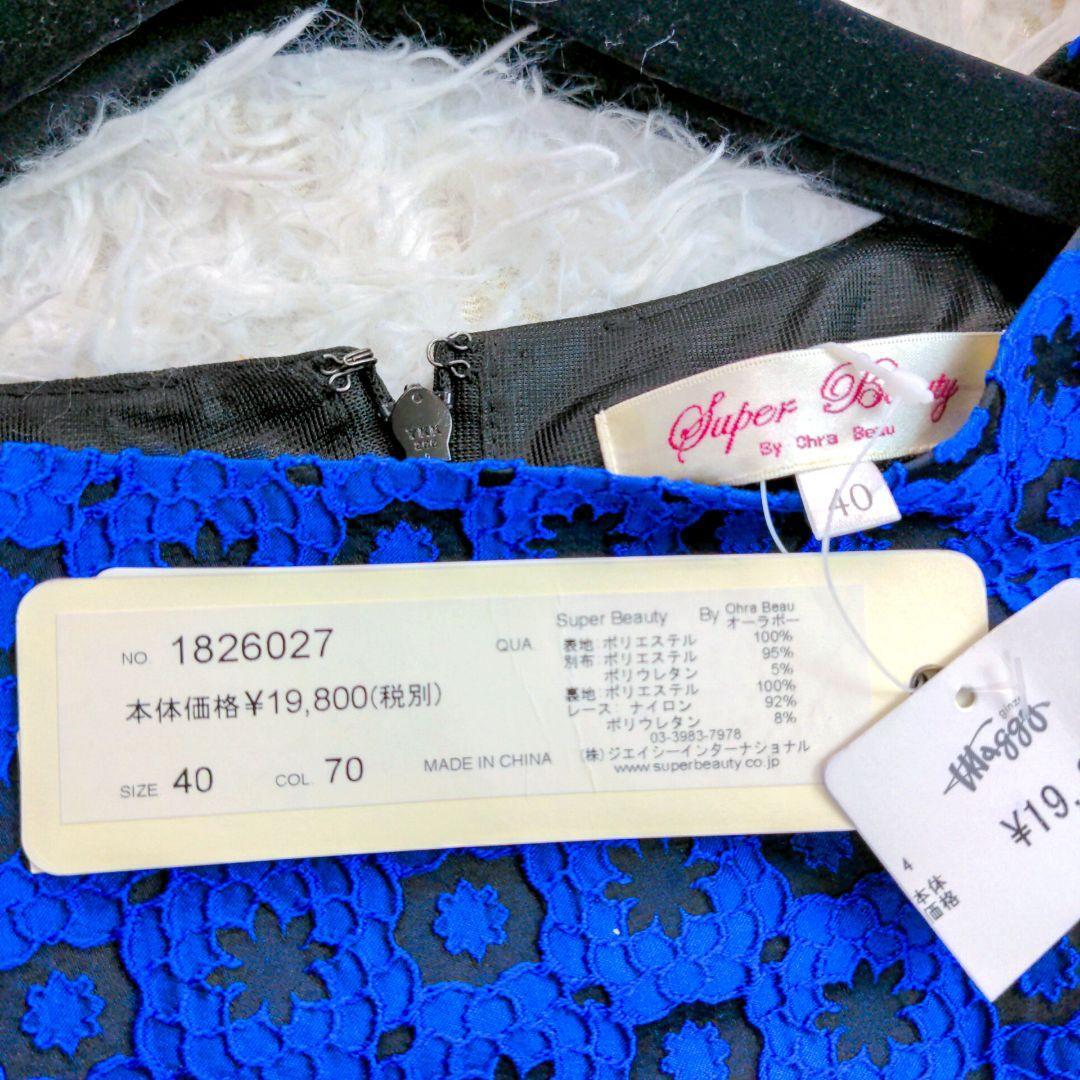 YKK
Super Beauty
By Ohra Beau
40
NO 1826027
本体価格¥19,800(税別)
SIZE 40 COL. 70 MADE IN CHINA
QUA.
Super Beauty By Ohra Beau
オーラボー
表地:ポリエステル 100%
別布:ポリエステル 95%
ポリウレタン 5%
裏地:ポリエステル 100%
レース: ナイロン 92%
ポリウレタン 8%
03-3983-7978
(株)ジエイシーインターナショナル
www.superbeauty.co.jp
ginza
Maggy
¥19,
4
本体
価格